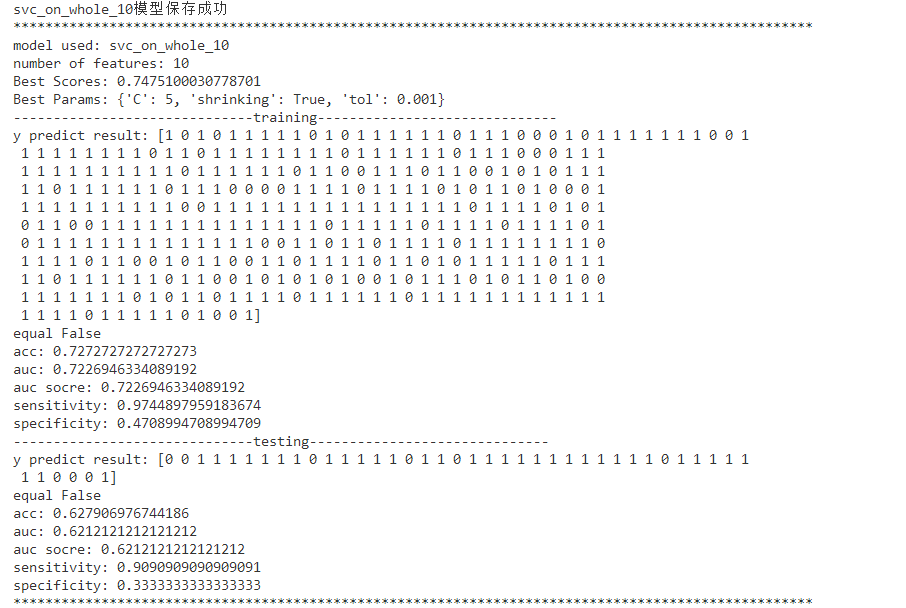 svc_on_whole_10模型保存成功
****************************************************************************************************
model used: svc_on_whole_10
number of features: 10
Best Scores: 0.7475100030778701
Best Params: {'C': 5, 'shrinking': True, 'tol': 0.001}
------------------------------training------------------------------
y predict result: [1 0 1 0 1 1 1 1 1 0 1 0 1 1 1 1 1 1 0 1 1 1 0 0 0 1 0 1 1 1 1 1 1 1 0 0 1
1 1 1 1 1 1 1 1 0 1 1 0 1 1 1 1 1 1 1 1 0 1 1 1 1 1 1 0 1 1 1 0 0 0 1 1 1
1 1 1 1 1 1 1 1 1 1 0 1 1 1 1 1 1 0 1 1 0 0 1 1 1 0 1 1 0 0 1 0 1 0 1 1 1
1 1 0 1 1 1 1 1 1 0 1 1 1 0 0 0 0 1 1 1 1 0 1 1 1 1 0 1 0 1 1 0 1 0 0 0 1
1 1 1 1 1 1 1 1 1 1 0 0 1 1 1 1 1 1 1 1 1 1 1 1 1 1 1 1 0 1 1 1 1 0 1 0 1
0 1 1 0 0 1 1 1 1 1 1 1 1 1 1 1 1 1 1 0 1 1 1 1 1 0 1 1 1 1 0 1 1 1 1 0 1
0 1 1 1 1 1 1 1 1 1 1 1 1 1 1 0 0 1 1 0 1 1 0 1 1 1 1 0 1 1 1 1 1 1 1 1 0
1 1 1 1 0 1 1 0 0 1 0 1 1 0 0 1 1 0 1 1 1 1 0 1 1 0 1 0 1 1 1 1 1 0 1 1 1
1 1 0 1 1 1 1 1 1 0 1 1 0 0 1 0 1 0 1 0 1 0 0 1 0 1 1 1 0 1 0 1 1 0 1 0 0
1 1 1 1 1 1 1 0 1 0 1 1 0 1 1 1 1 0 1 1 1 1 1 1 0 1 1 1 1 1 1 1 1 1 1 1 1
1 1 1 1 0 1 1 1 1 1 0 1 0 0 1]
equal False
acc: 0.7272727272727273
auc: 0.7226946334089192
auc socre: 0.7226946334089192
sensitivity: 0.9744897959183674
specificity: 0.4708994708994709
------------------------------testing------------------------------
y predict result: [0 0 1 1 1 1 1 1 1 0 1 1 1 1 1 0 1 1 0 1 1 1 1 1 1 1 1 1 1 1 1 0 1 1 1 1 1
1 1 0 0 0 1]
equal False
acc: 0.627906976744186
auc: 0.6212121212121212
auc socre: 0.6212121212121212
sensitivity: 0.9090909090909091
specificity: 0.3333333333333333
****************************************************************************************************